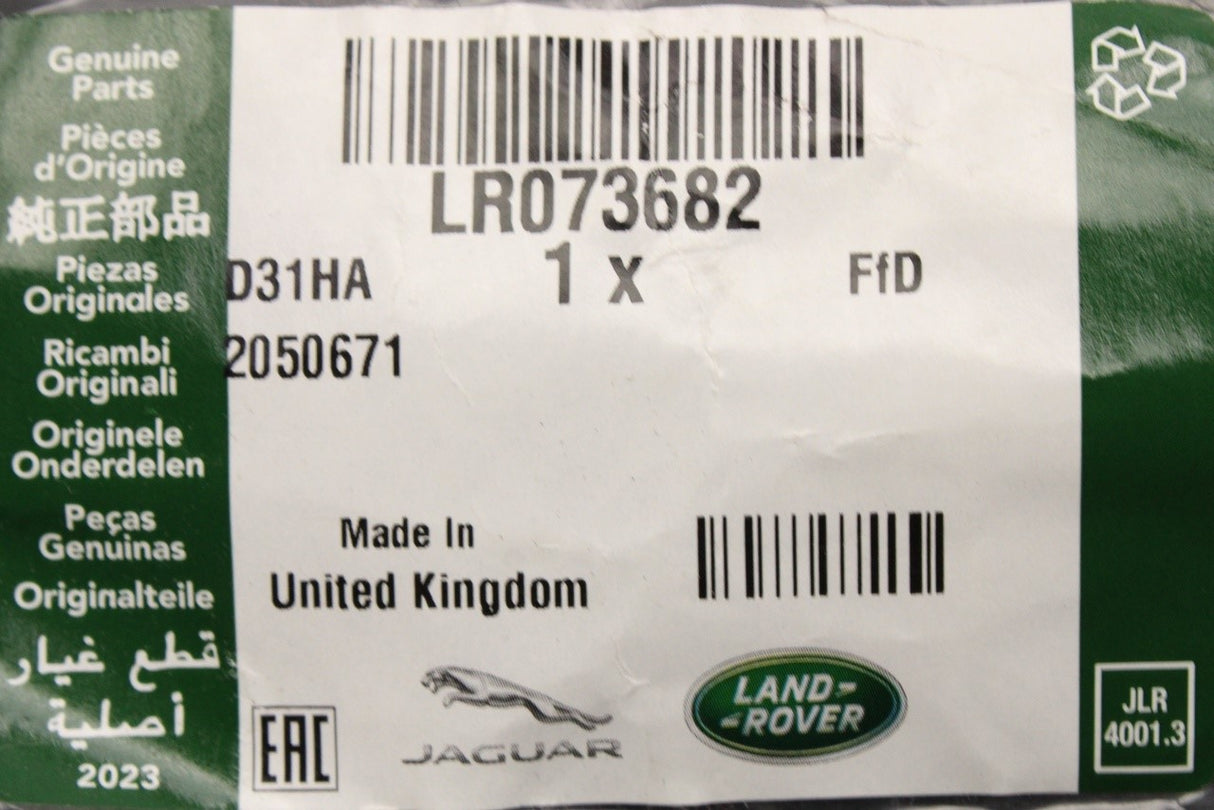 Genuine
Parts
Pièces
d'Origine
純正部品
Piezas
Originales
Ricambi
Originali
Originele
Onderdelen
Peças
Genuinas
Originalteile
قطع غيار
أصلية
2023
LR073682
D31HA 1 x FfD
2050671
Made In
United Kingdom
EAC
JAGUAR
LAND-
-ROVER
JLR
4001.3